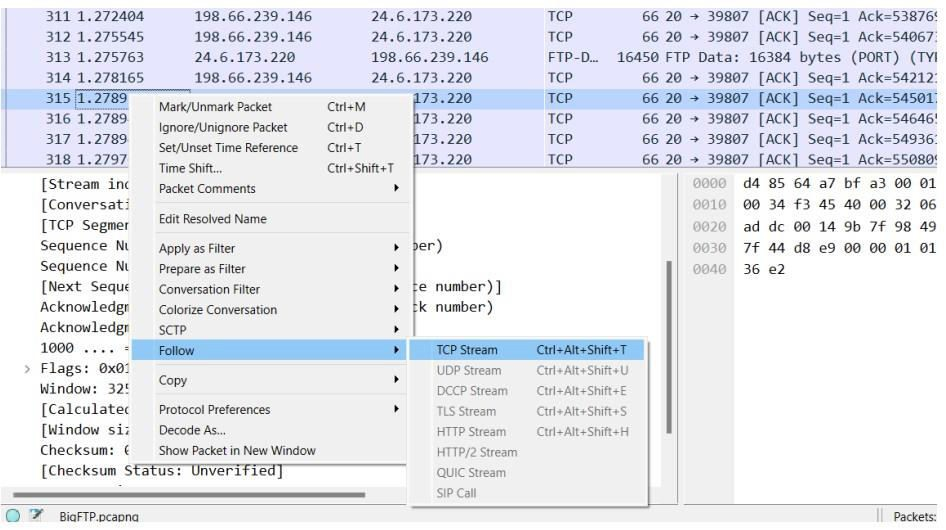 311 1.272404 198.66.239.146 24.6.173.220 TCP 66 20 → 39807 [ACK] Seq=1 Ack=538769
312 1.275545 198.66.239.146 24.6.173.220 TCP 66 20 → 39807 [ACK] Seq=1 Ack=54067
313 1.275763 24.6.173.220 198.66.239.146 FTP-D… 16450 FTP Data: 16384 bytes (PORT) (TY
314 1.278165 198.66.239.146 24.6.173.220 TCP 66 20 → 39807 [ACK] Seq=1 Ack=542121
315 1.2789 173.220 TCP 66 20 → 39807 [ACK] Seq=1 Ack=545017
316 1.2789 173.220 TCP 66 20 → 39807 [ACK] Seq=1 Ack=546465
317 1.2789 173.220 TCP 66 20 → 39807 [ACK] Seq=1 Ack=54936
318 1.2797 173.220 TCP 66 20 → 39807 [ACK] Seq=1 Ack=550809
Mark/Unmark Packet Ctrl+M
Ignore/Unignore Packet Ctrl+D
Set/Unset Time Reference Ctrl+T
Time Shift... Ctrl+Shift+T
Packet Comments
Edit Resolved Name
Apply as Filter
Prepare as Filter
Conversation Filter
Colorize Conversation
SCTP
Follow
Copy
Protocol Preferences
Decode As...
Show Packet in New Window
TCP Stream Ctrl+Alt+Shift+T
UDP Stream Ctrl+Alt+Shift+U
DCCP Stream Ctrl+Alt+Shift+E
TLS Stream Ctrl+Alt+Shift+S
HTTP Stream Ctrl+Alt+Shift+H
HTTP/2 Stream
QUIC Stream
SIP Call
[Stream in
[Conversati
[TCP Segmen
Sequence Nu ber)
Sequence Nu
[Next Seque ce number)]
Acknowledgm ck number)
Acknowledgm
1000 .... =
Flags: 0x01
Window: 325
[Calculated
[Window siz
Checksum: 0
[Checksum Status: Unverified]
0000 d4 85 64 a7 bf a3 00 01
0010 00 34 f3 45 40 00 32 06
0020 ad dc 00 14 9b 7f 98 49
0030 7f 44 d8 e9 00 00 01 01
0040 36 e2
BigFTP.pcapng
Packets: